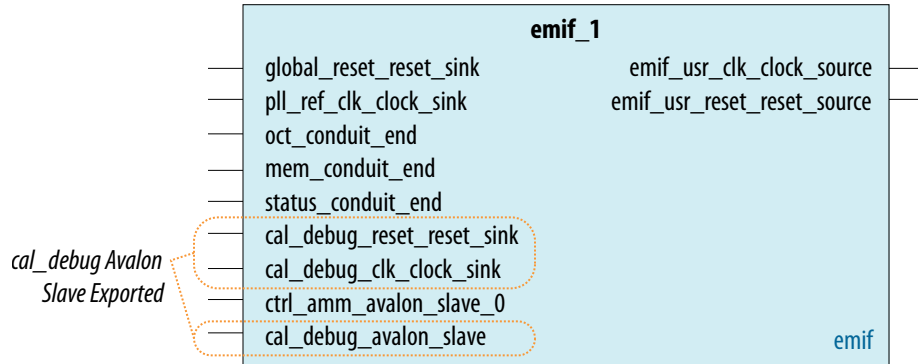 emif_1
global_reset_reset_sink emif_usr_clk_clock_source
pll_ref_clk_clock_sink emif_usr_reset_reset_source
oct_conduit_end
mem_conduit_end
status_conduit_end
cal_debug_reset_reset_sink
cal_debug Avalon cal_debug_clk_clock_sink
Slave Exported ctrl_amm_avalon_slave_0
cal_debug_avalon_slave emif